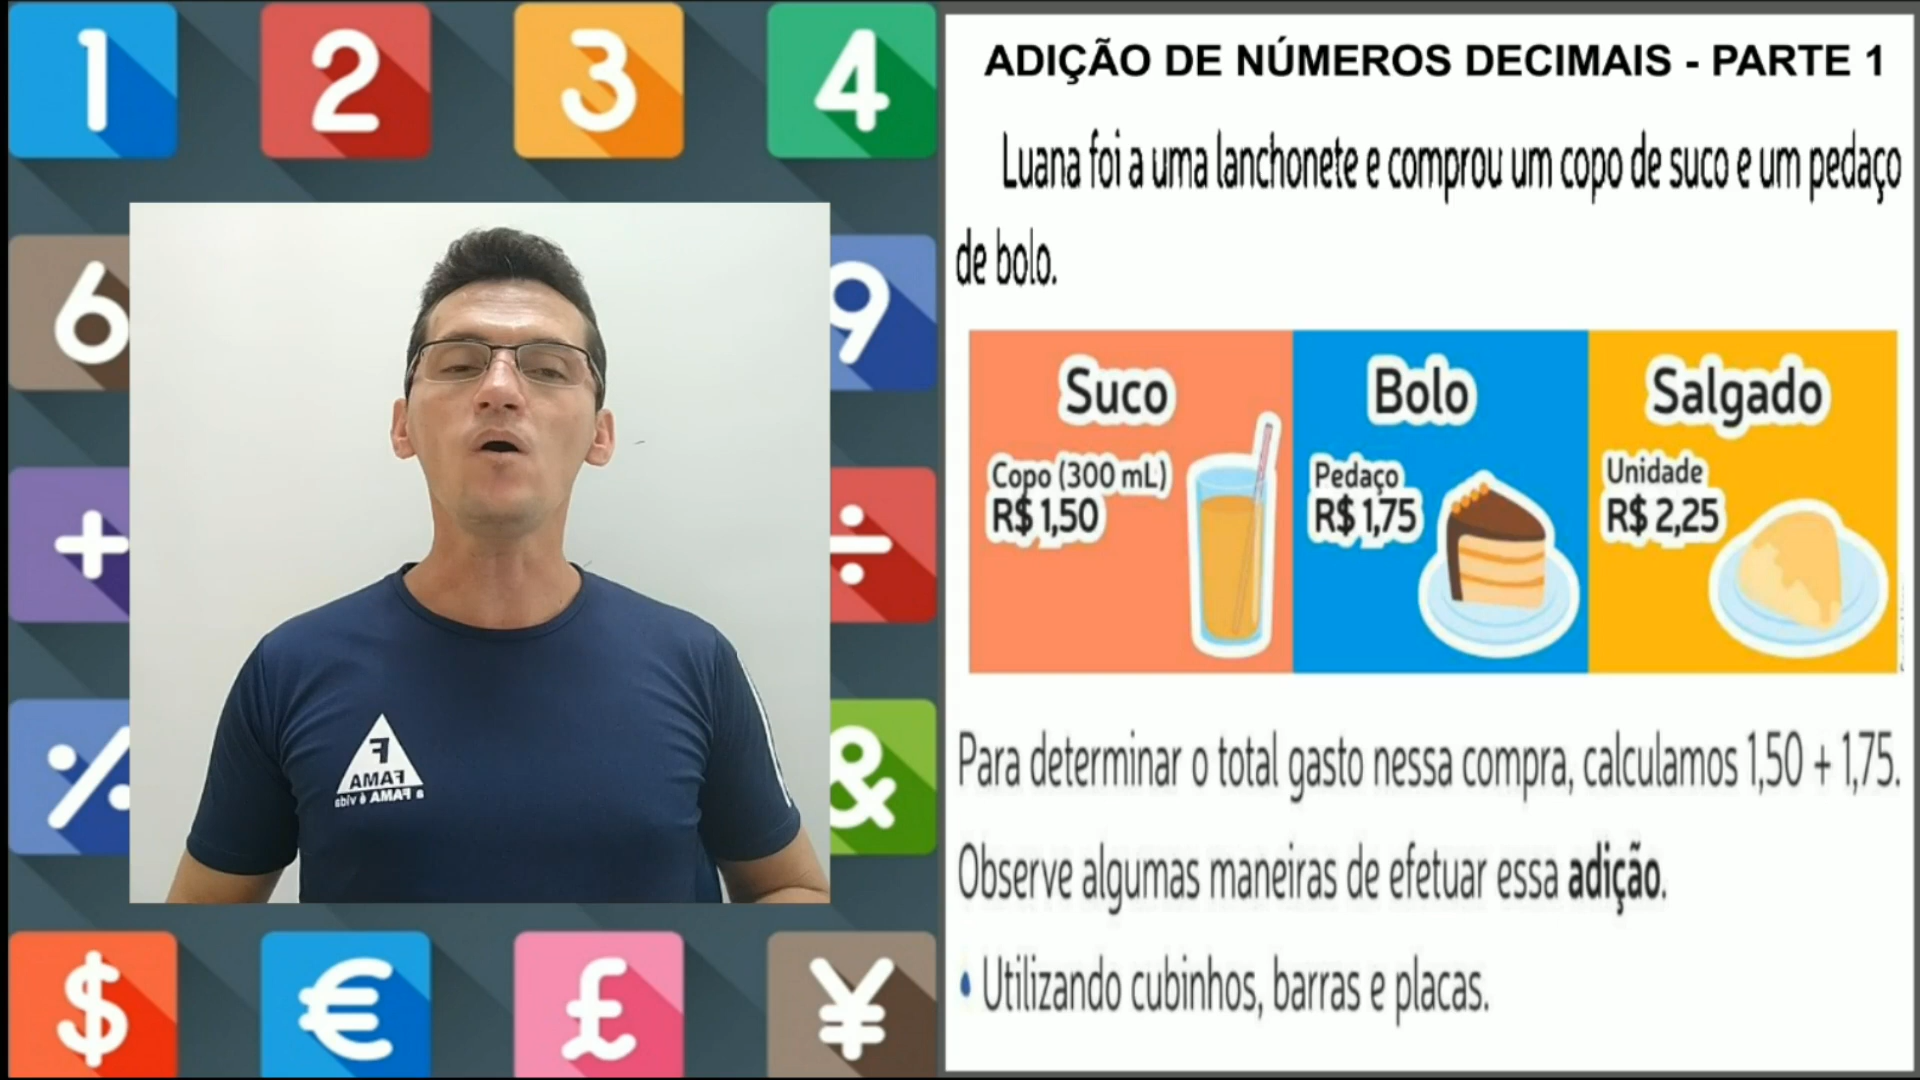 1 2 3 4
6 9
+ ÷
% &
$ € £ ¥
F
FAMA
a FAMA é vida
ADIÇÃO DE NÚMEROS DECIMAIS - PARTE 1
Luana foi a uma lanchonete e comprou um copo de suco e um pedaço
de bolo.
Suco
Copo (300 mL)
R$ 1,50
Bolo
Pedaço
R$ 1,75
Salgado
Unidade
R$ 2,25
Para determinar o total gasto nessa compra, calculamos 1,50 + 1,75.
Observe algumas maneiras de efetuar essa adição.
• Utilizando cubinhos, barras e placas.